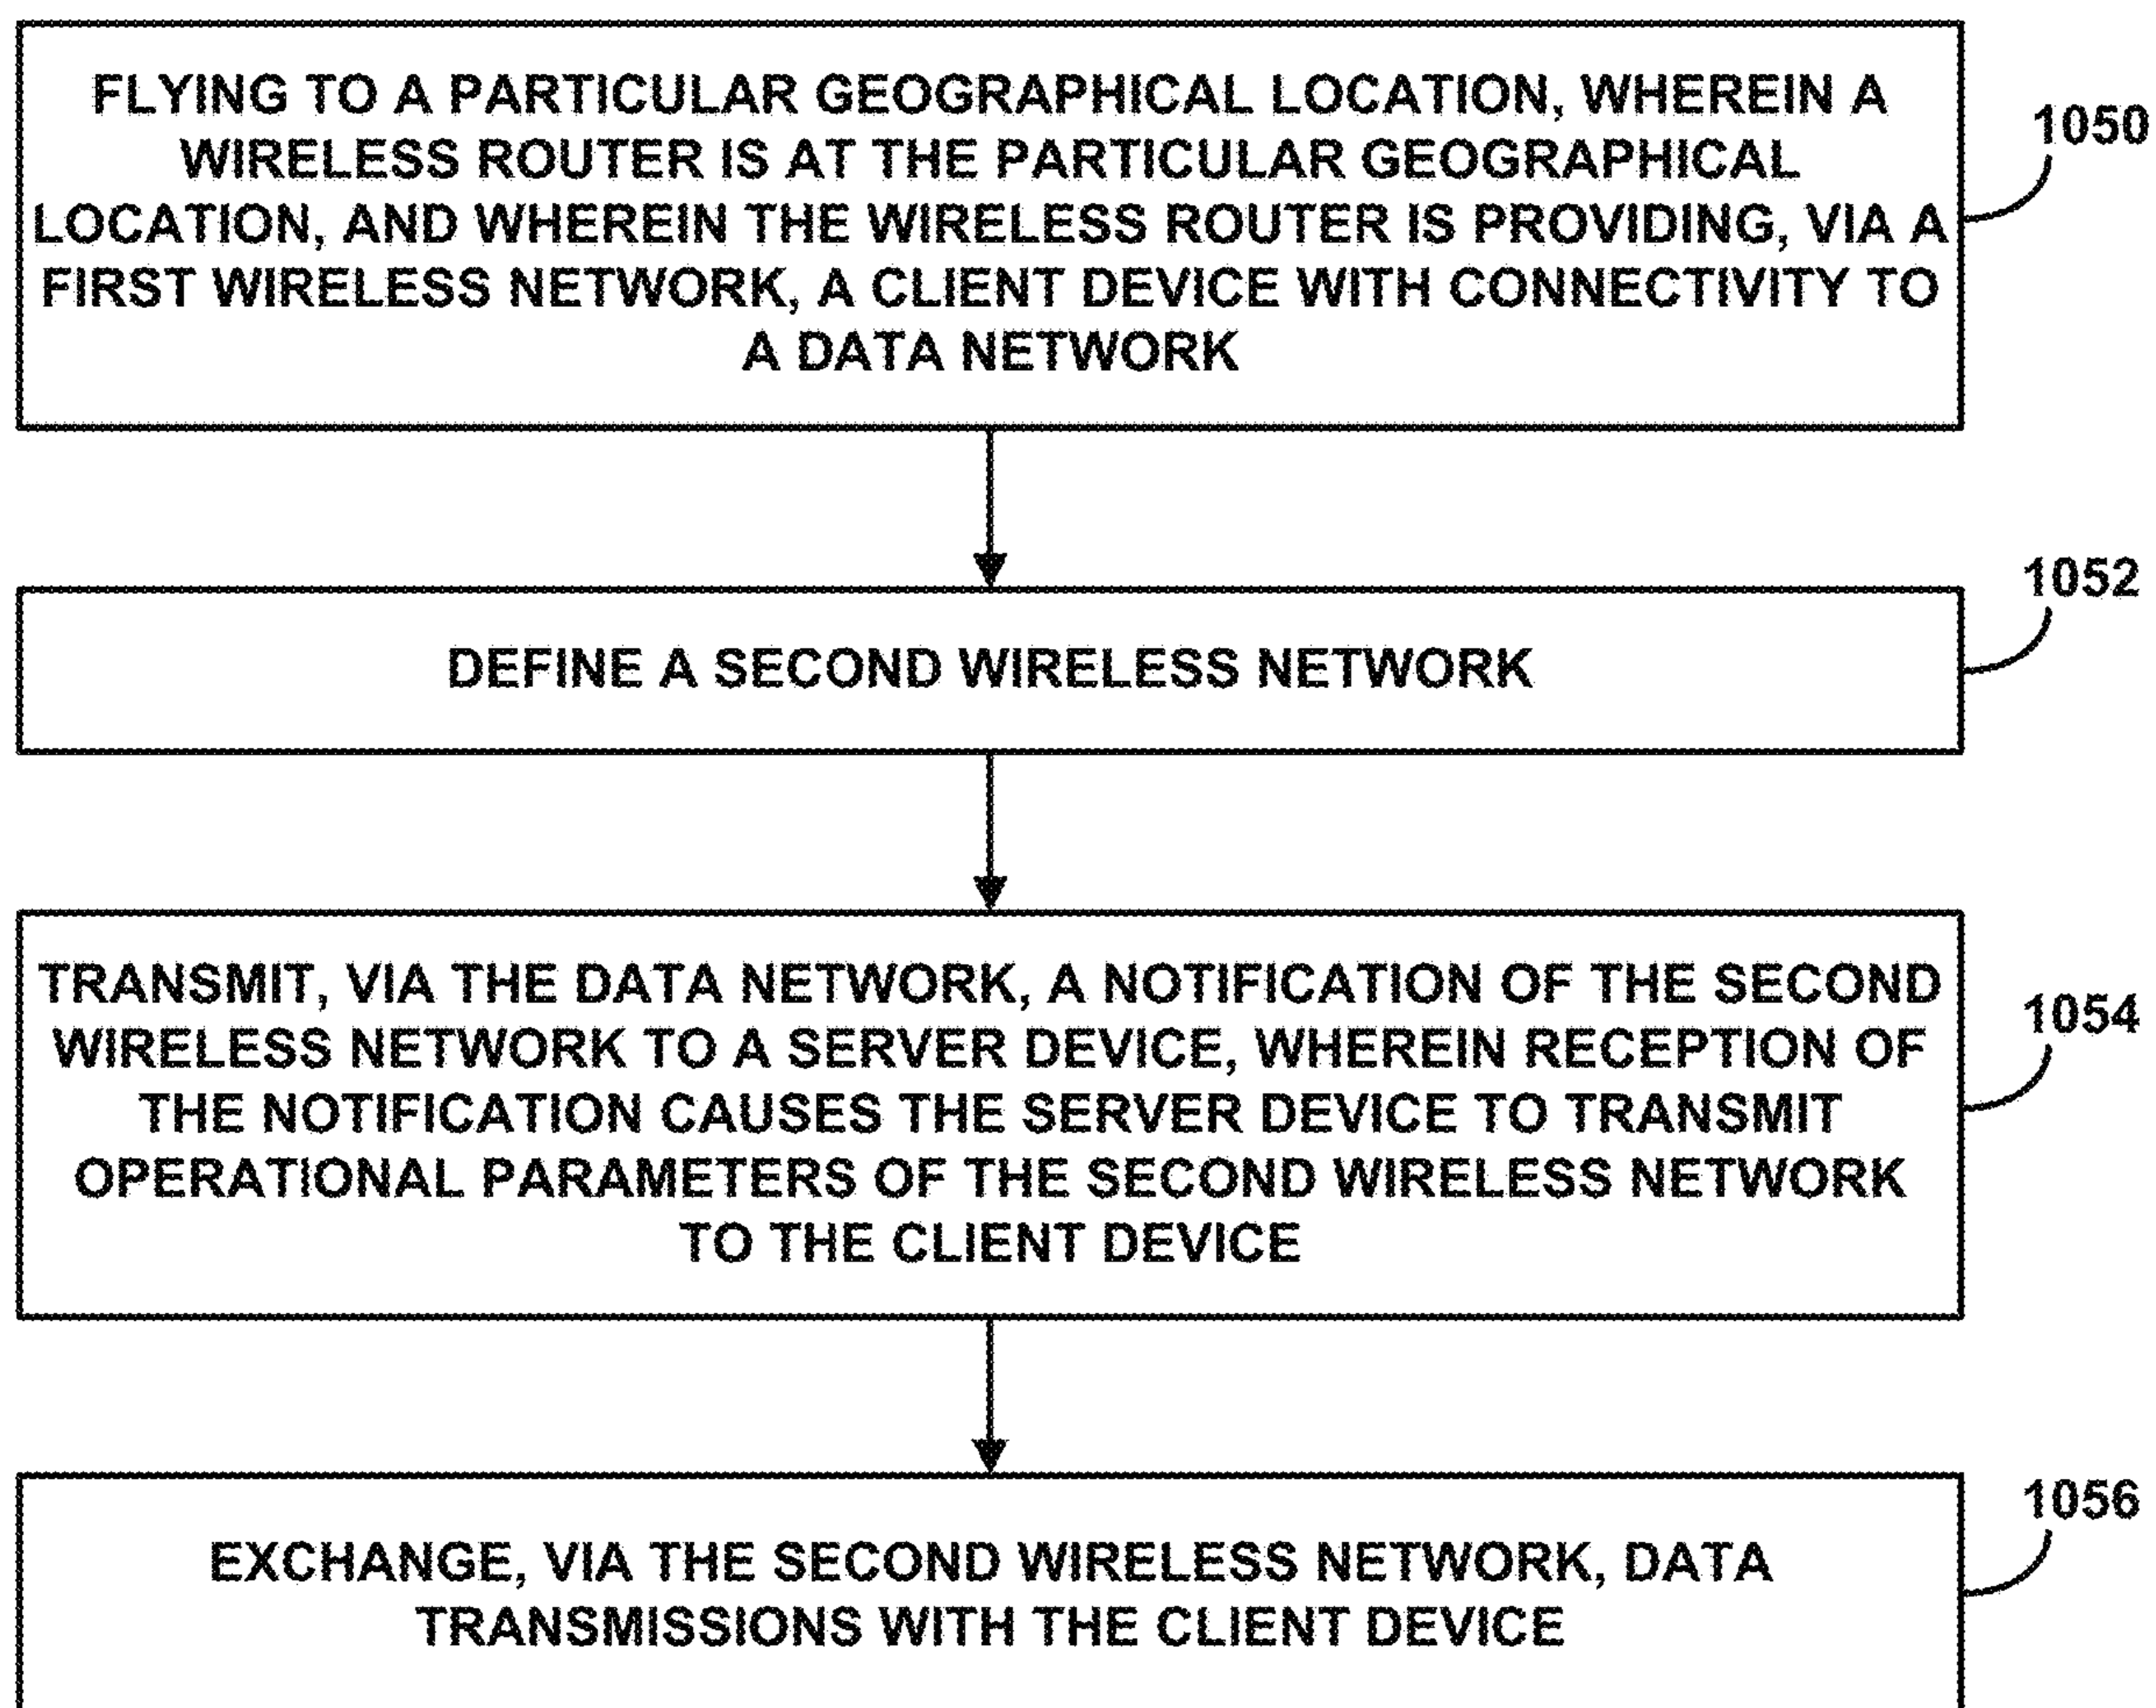 FLYING TO A PARTICULAR GEOGRAPHICAL LOCATION, WHEREIN A
WIRELESS ROUTER IS AT THE PARTICULAR GEOGRAPHICAL
LOCATION, AND WHEREIN THE WIRELESS ROUTER IS PROVIDING, VIA A
FIRST WIRELESS NETWORK, A CLIENT DEVICE WITH CONNECTIVITY TO
A DATA NETWORK
1050
1052
DEFINE A SECOND WIRELESS NETWORK
TRANSMIT, VIA THE DATA NETWORK, A NOTIFICATION OF THE SECOND
WIRELESS NETWORK TO A SERVER DEVICE, WHEREIN RECEPTION OF
THE NOTIFICATION CAUSES THE SERVER DEVICE TO TRANSMIT
OPERATIONAL PARAMETERS OF THE SECOND WIRELESS NETWORK
TO THE CLIENT DEVICE
1054
1056
EXCHANGE, VIA THE SECOND WIRELESS NETWORK, DATA
TRANSMISSIONS WITH THE CLIENT DEVICE